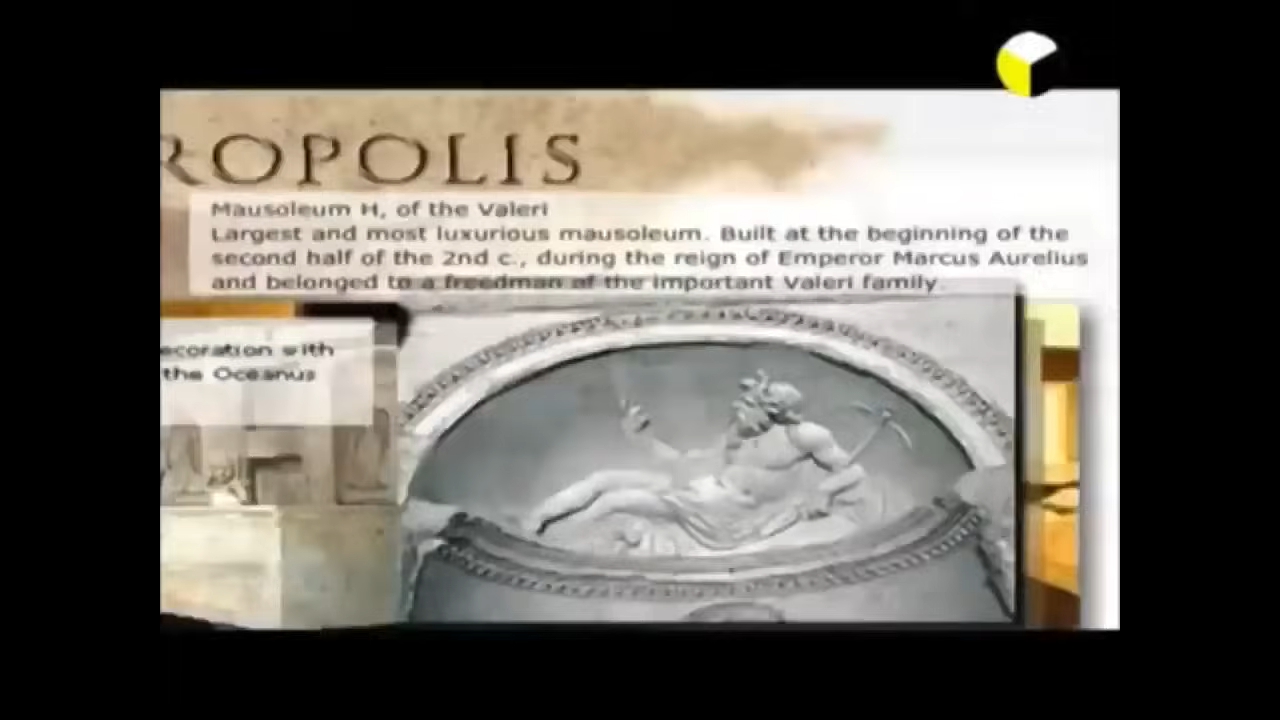 ROPOLIS
Mausoleum H, of the Valeri
Largest and most luxurious mausoleum. Built at the beginning of the
second half of the 2nd c., during the reign of Emperor Marcus Aurelius
and belonged to a freedman of the important Valeri family.
ecoration with
the Oceanus